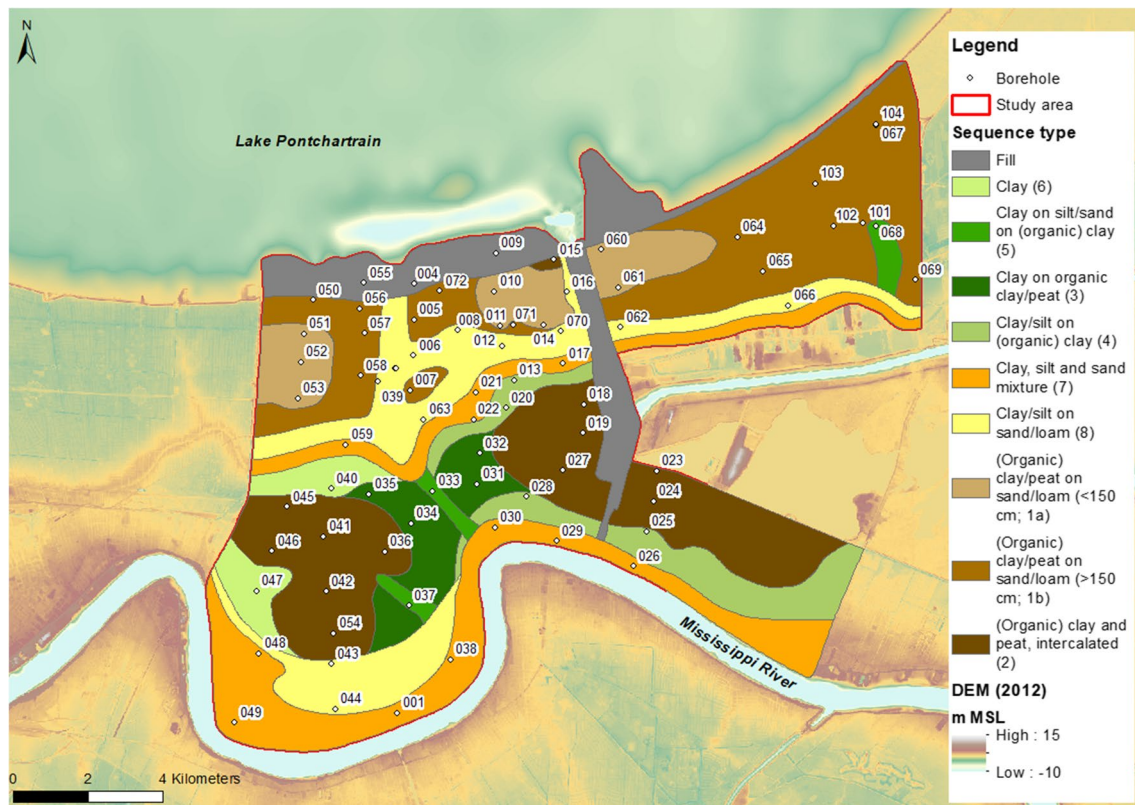 N
Lake Pontchartrain
104
067
103
102
101
068
064
065
069
066
060
061
062
009
015
055
004
072
010
016
050
056
005
008
011
071
014
070
051
057
012
006
017
052
058
013
053
039
007
021
020
018
063
022
019
059
032
023
027
040
035
033
031
024
045
028
034
041
030
025
046
036
029
026
047
042
037
054
048
043
038
Mississippi River
044
001
049
0 2 4 Kilometers
Legend
Borehole
Study area
Sequence type
Fill
Clay (6)
Clay on silt/sand
on (organic) clay
(5)
Clay on organic
clay/peat (3)
Clay/silt on
(organic) clay (4)
Clay, silt and sand
mixture (7)
Clay/silt on
sand/loam (8)
(Organic)
clay/peat on
sand/loam (<150
cm; 1a)
(Organic)
clay/peat on
sand/loam (>150
cm; 1b)
(Organic) clay and
peat, intercalated
(2)
DEM (2012)
m MSL
High : 15
Low : -10